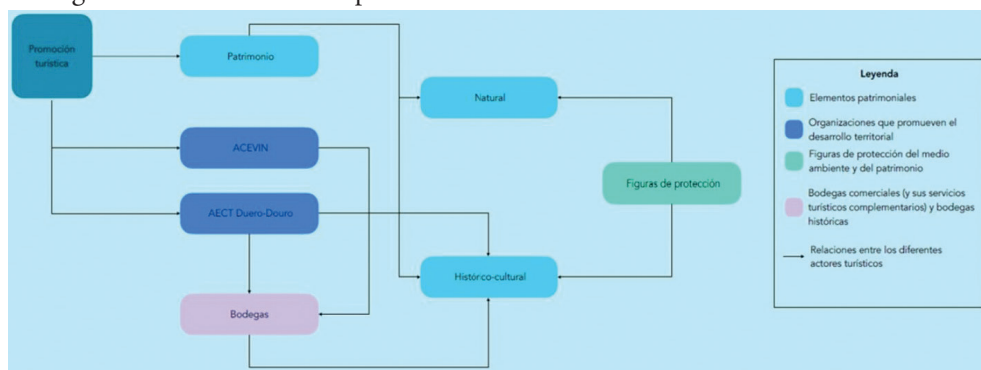 Promoción
turística
Patrimonio
Natural
ACEVIN
Figuras de protección
AECT Duero-Douro
Histórico-cultural
Bodegas
Leyenda
Elementos patrimoniales
Organizaciones que promueven el
desarrollo territorial
Figuras de protección del medio
ambiente y del patrimonio
Bodegas comerciales (y sus servicios
turísticos complementarios) y bodegas
históricas
Relaciones entre los diferentes
actores turísticos